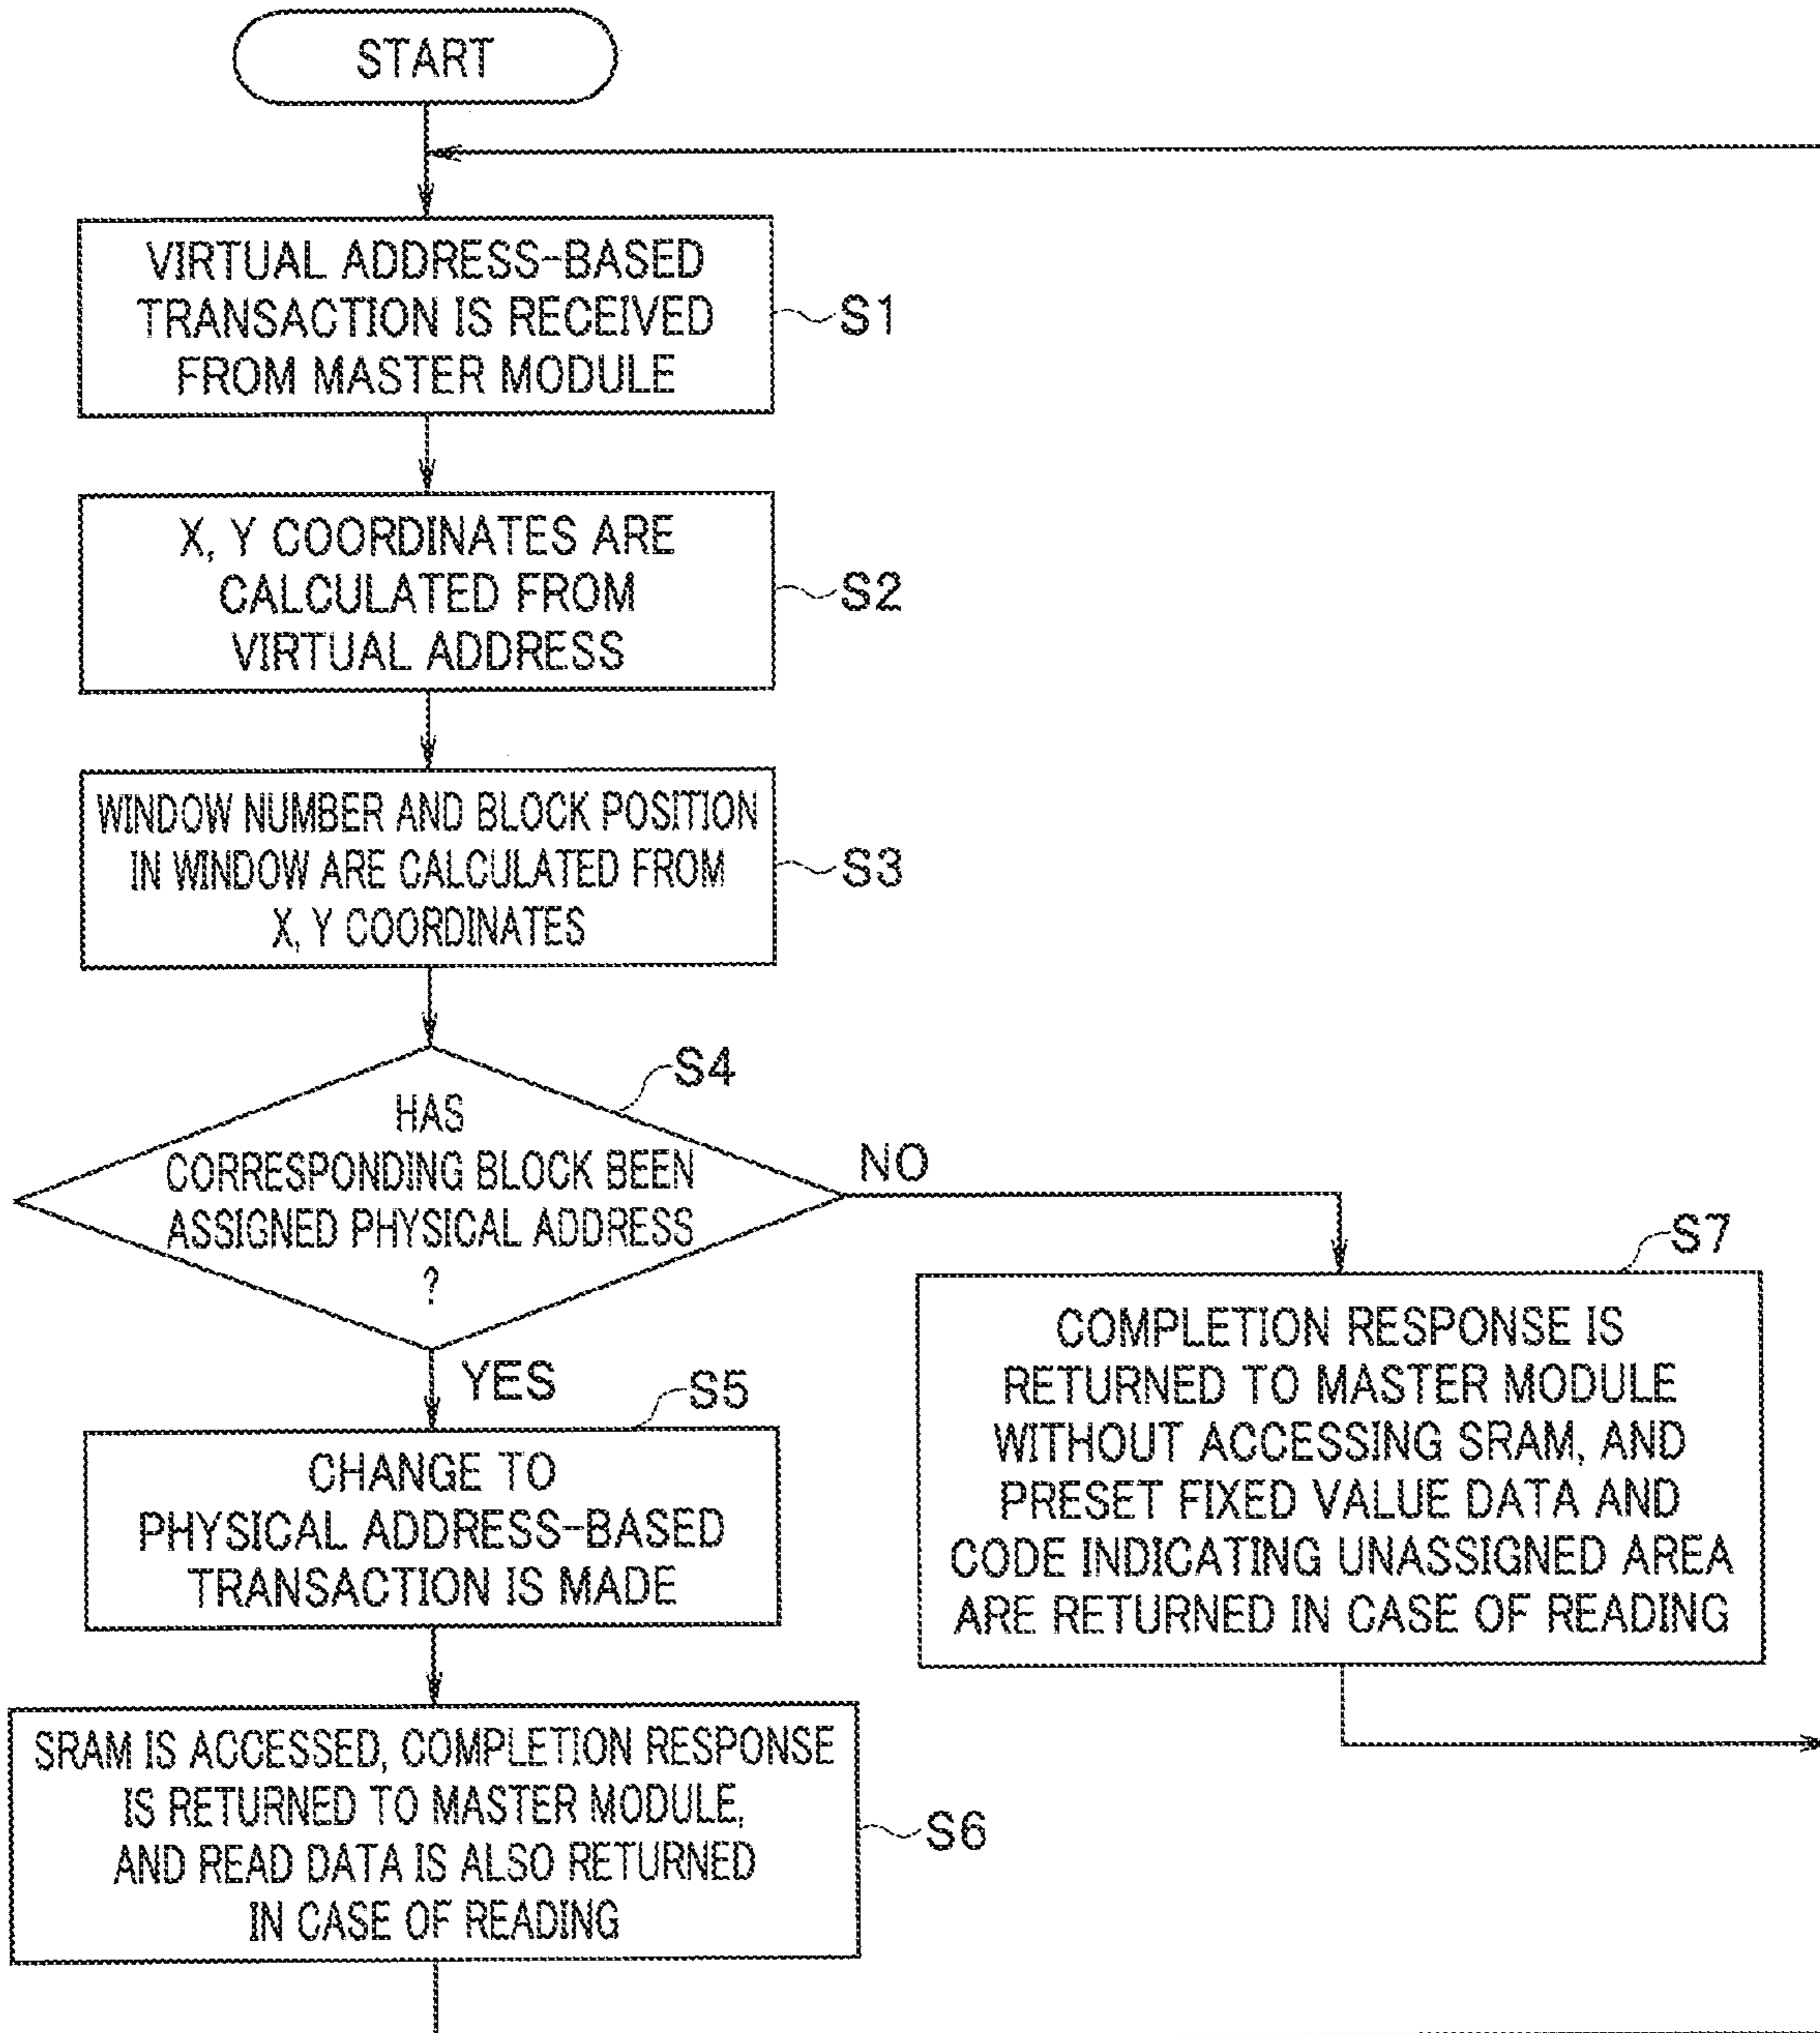 START
VIRTUAL ADDRESS-BASED
TRANSACTION IS RECEIVED
FROM MASTER MODULE
S1
X, Y COORDINATES ARE
CALCULATED FROM
VIRTUAL ADDRESS
S2
WINDOW NUMBER AND BLOCK POSITION
IN WINDOW ARE CALCULATED FROM
X, Y COORDINATES
S3
S4
HAS
CORRESPONDING BLOCK BEEN
ASSIGNED PHYSICAL ADDRESS
?
NO
YES
S5
CHANGE TO
PHYSICAL ADDRESS-BASED
TRANSACTION IS MADE
S7
COMPLETION RESPONSE IS
RETURNED TO MASTER MODULE
WITHOUT ACCESSING SRAM, AND
PRESET FIXED VALUE DATA AND
CODE INDICATING UNASSIGNED AREA
ARE RETURNED IN CASE OF READING
SRAM IS ACCESSED, COMPLETION RESPONSE
IS RETURNED TO MASTER MODULE,
AND READ DATA IS ALSO RETURNED
IN CASE OF READING
S6